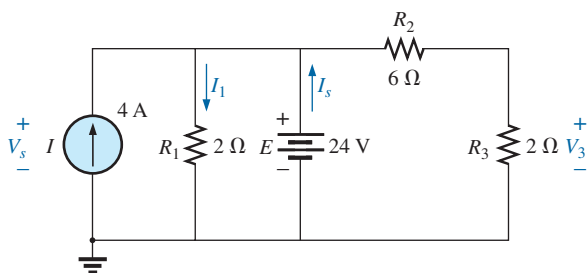 R2
6 Ω
4 A
I1
Is
+
Vs
−
I
R1
2 Ω
+
E
24 V
−
R3
2 Ω
+
V3
−